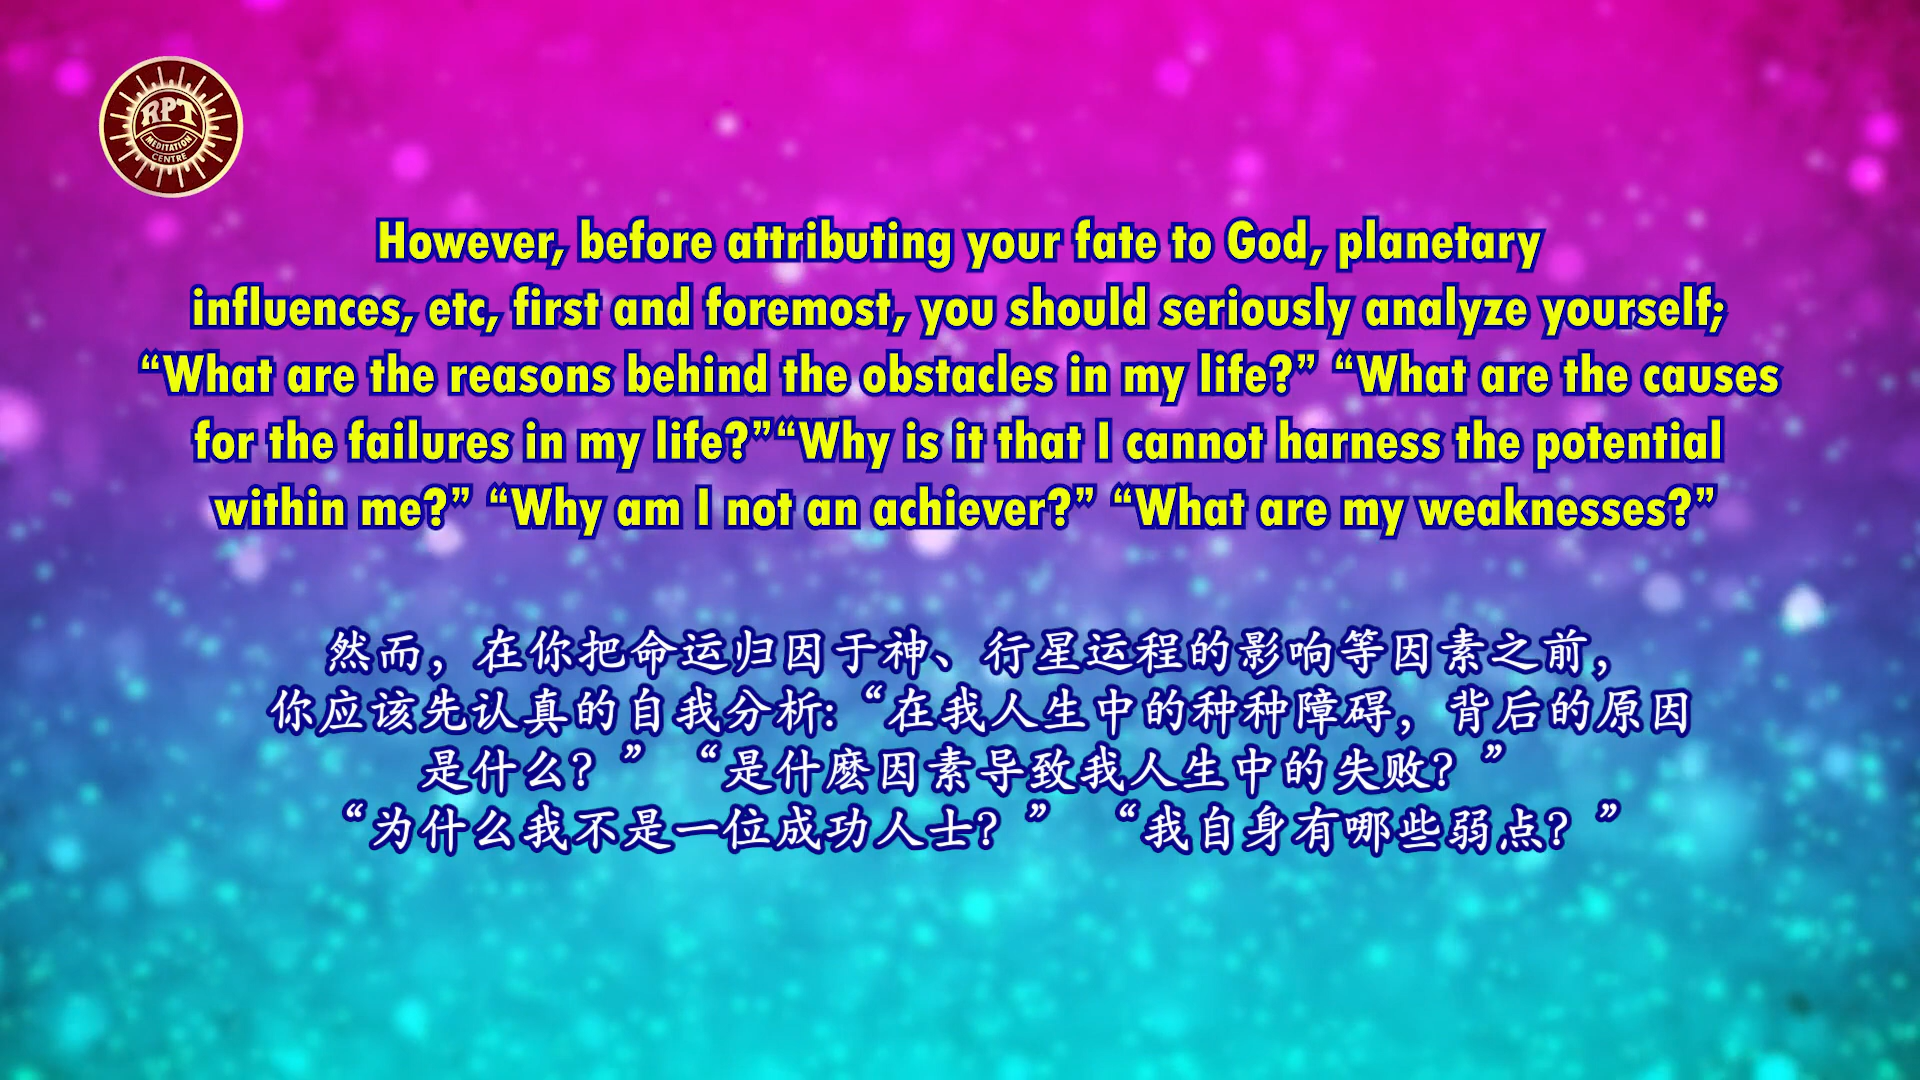 RPT
MEDITATION
CENTRE
However, before attributing your fate to God, planetary
influences, etc, first and foremost, you should seriously analyze yourself;
“What are the reasons behind the obstacles in my life?” “What are the causes
for the failures in my life?”“Why is it that I cannot harness the potential
within me?” “Why am I not an achiever?” “What are my weaknesses?”
然而，在你把命运归因于神、行星运程的影响等因素之前，
你应该先认真的自我分析:“在我人生中的种种障碍，背后的原因
是什么？” “是什麽因素导致我人生中的失败？”
“为什么我不是一位成功人士？” “我自身有哪些弱点？”